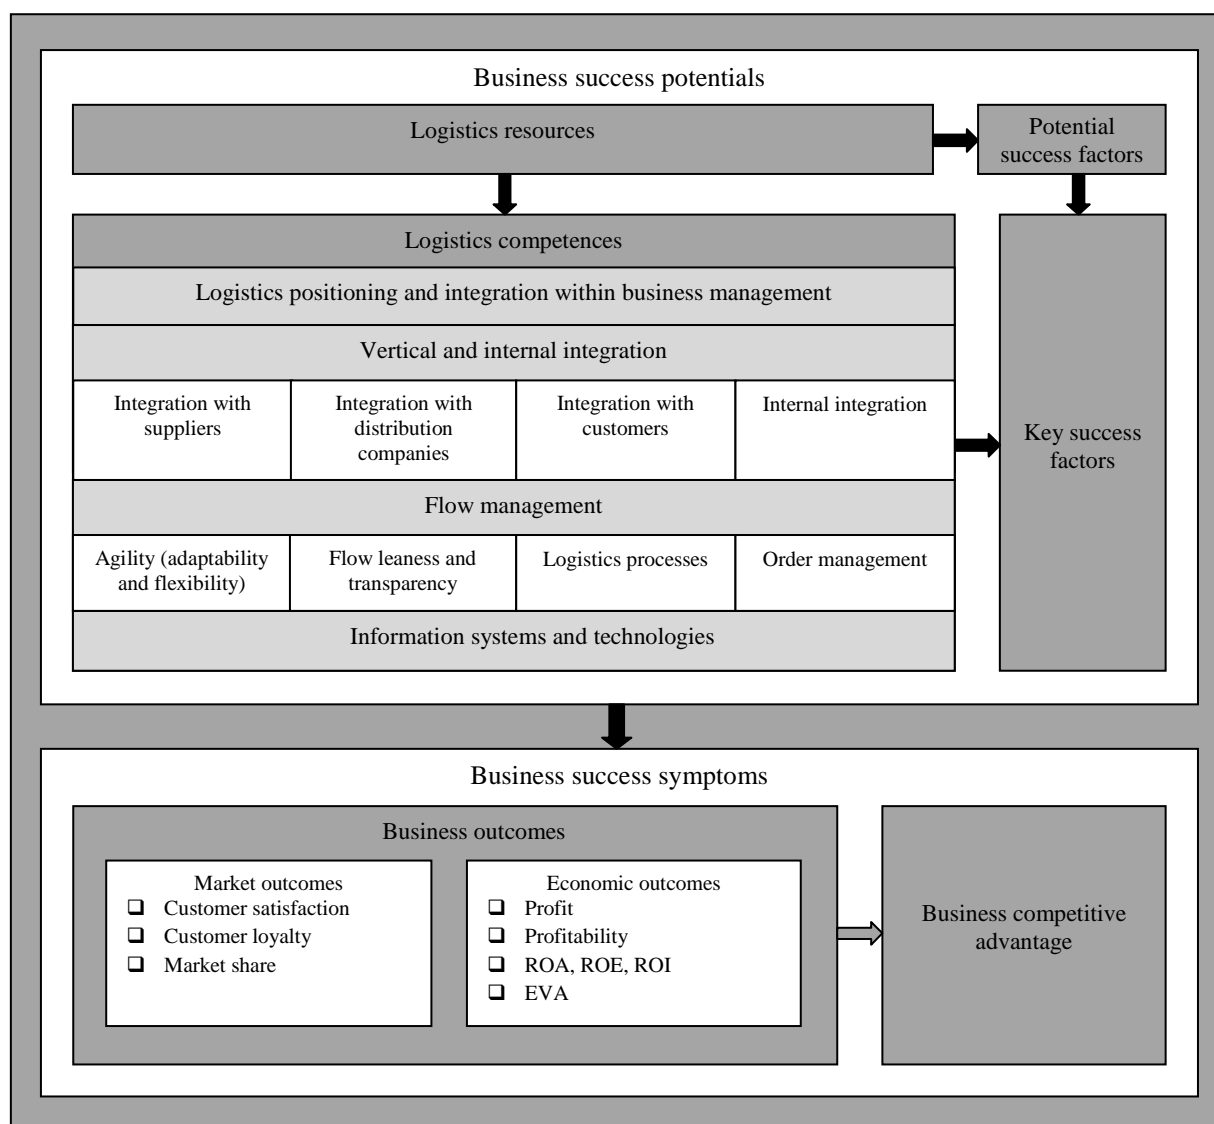 Business success potentials
Logistics resources
Potential
success factors
Logistics competences
Logistics positioning and integration within business management
Vertical and internal integration
Integration with
suppliers
Integration with
distribution
companies
Integration with
customers
Internal integration
Key success
factors
Flow management
Agility (adaptability
and flexibility)
Flow leaness and
transparency
Logistics processes
Order management
Information systems and technologies
Business success symptoms
Business outcomes
Market outcomes
❑ Customer satisfaction
❑ Customer loyalty
❑ Market share
Economic outcomes
❑ Profit
❑ Profitability
❑ ROA, ROE, ROI
❑ EVA
Business competitive
advantage